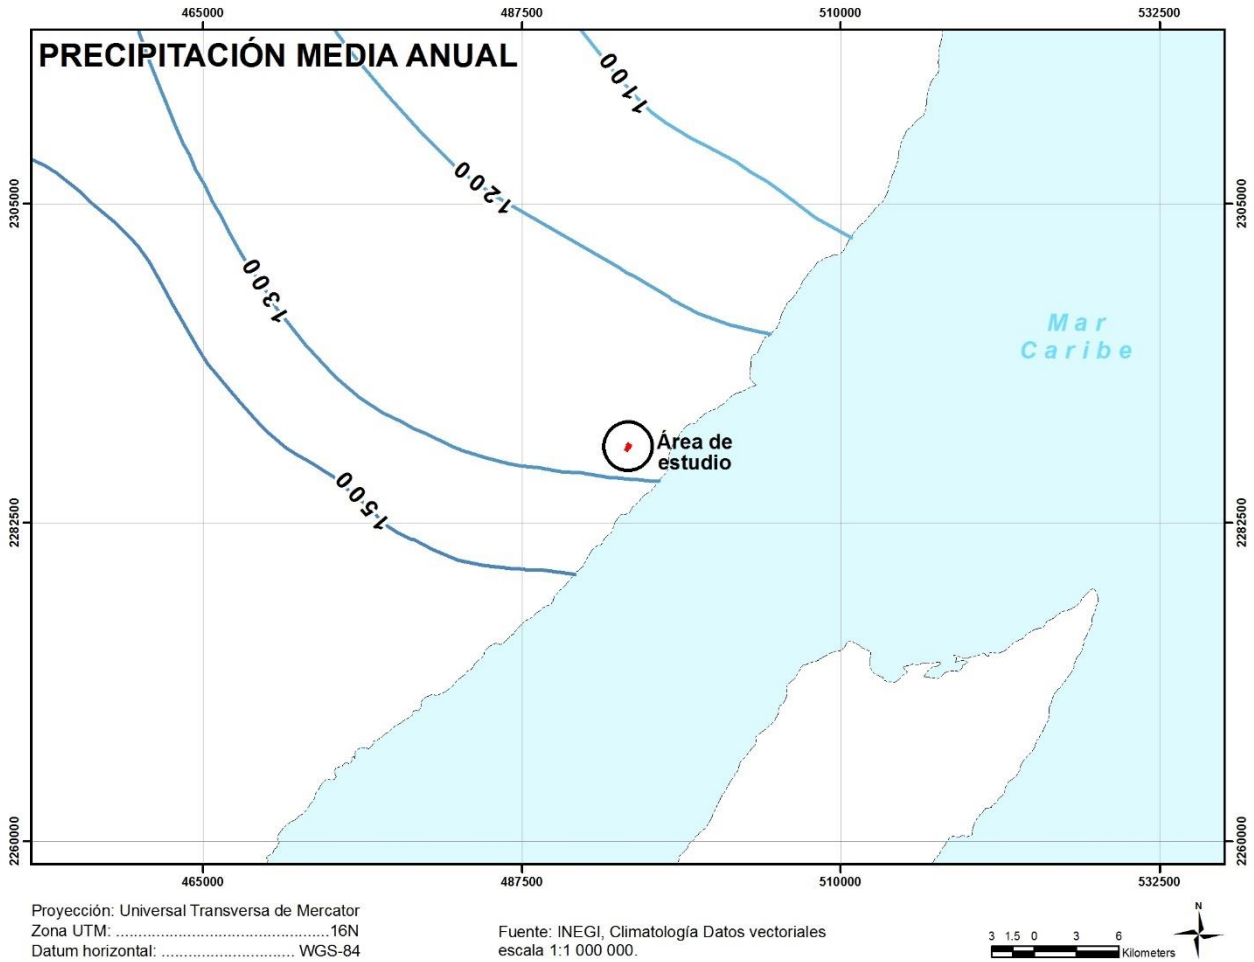 465000 487500 510000 532500
PRECIPITACIÓN MEDIA ANUAL
1100
1200
2305000 2305000
1300
Mar
Caribe
Área de
estudio
1500
2282500 2282500
2260000 2260000
465000 487500 510000 532500
Proyección: Universal Transversa de Mercator
Zona UTM: ..........................................16N
Datum horizontal: ........................... WGS-84
Fuente: INEGI, Climatología Datos vectoriales
escala 1:1 000 000.
N
3 1.5 0 3 6
Kilometers